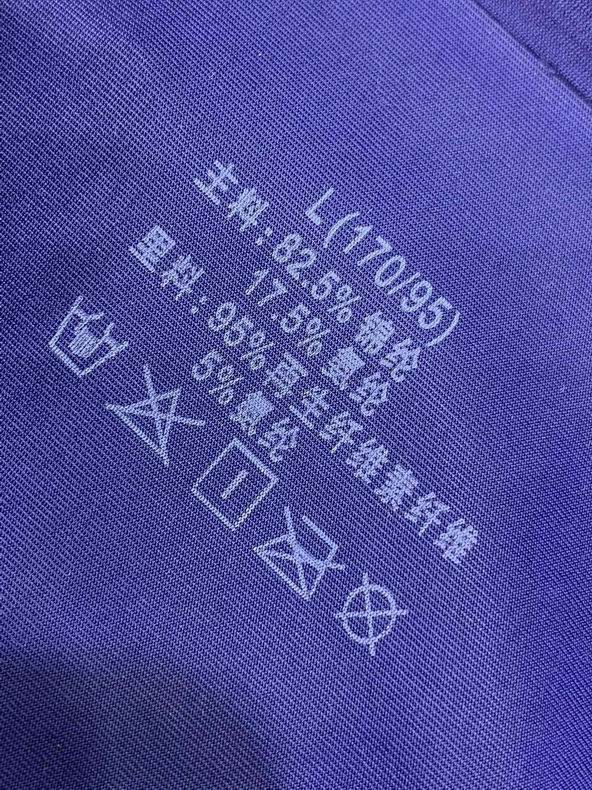 L(170/95)
主料:82.5% 锦纶
17.5% 氨纶
里料:95%再生纤维素纤维
5%氨纶